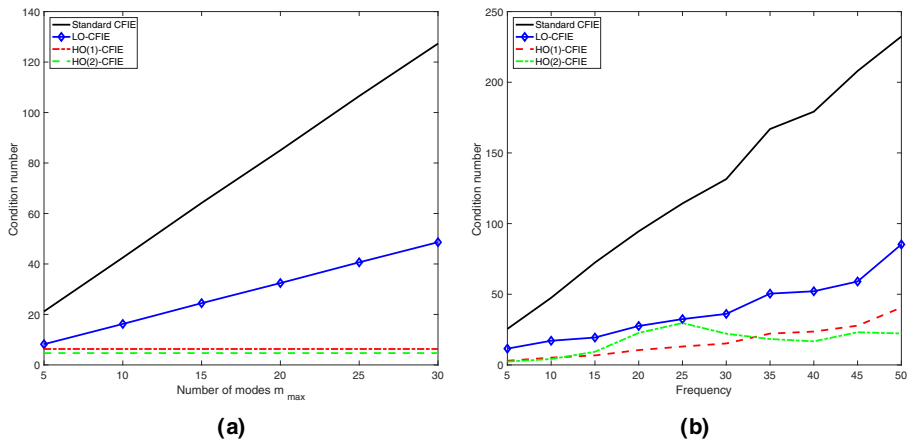 140
120
100
80
60
40
20
0
Condition number
Standard CFIE
LO-CFIE
HO(1)-CFIE
HO(2)-CFIE
5 10 15 20 25 30
Number of modes m max
(a)
250
200
150
100
50
0
Condition number
Standard CFIE
LO-CFIE
HO(1)-CFIE
HO(2)-CFIE
5 10 15 20 25 30 35 40 45 50
Frequency
(b)